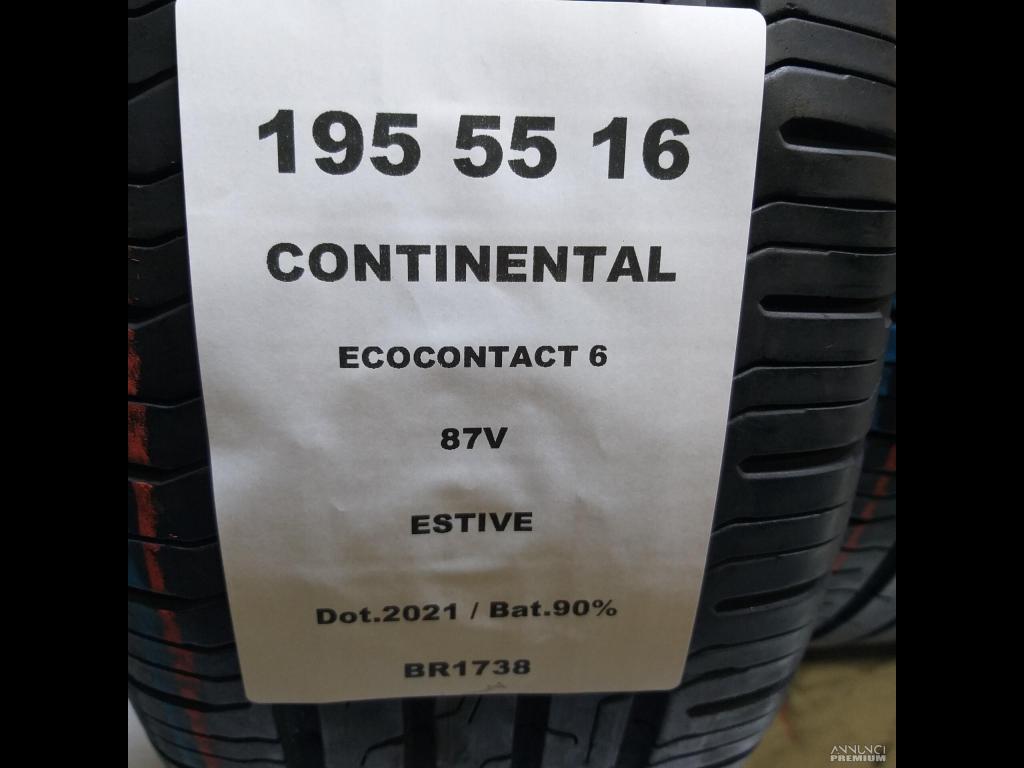 195 55 16
CONTINENTAL
ECOCONTACT 6
87V
ESTIVE
Dot.2021 / Bat.90%
BR1738
ANNUNCI
PREMIUM